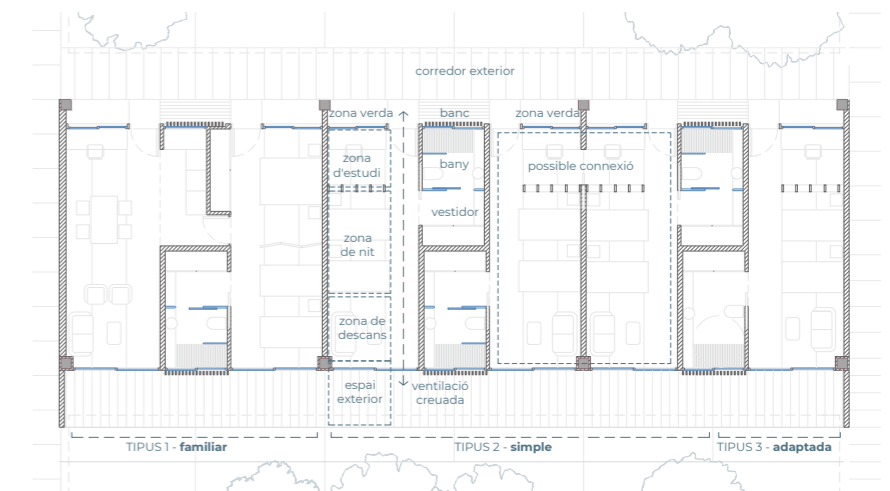 corredor exterior
zona verda
banc
zona verda
zona
d'estudi
bany
possible connexió
vestidor
zona
de nit
zona de
descans
espai
exterior
ventilació
creuada
TIPUS 1 - familiar
TIPUS 2 - simple
TIPUS 3 - adaptada